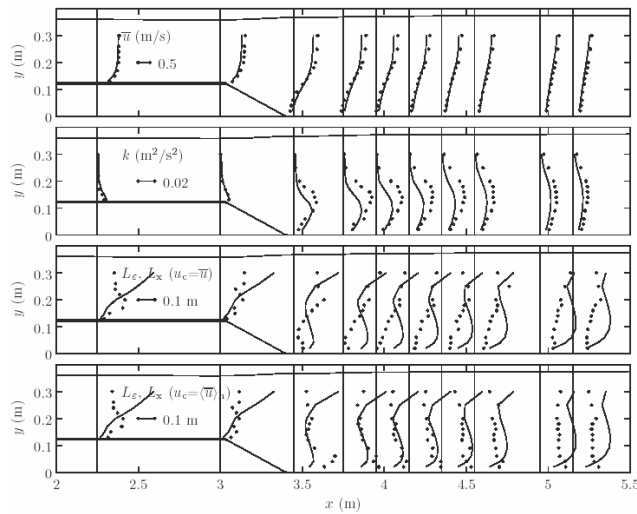 0.3
0.2
0.1
0
y (m)
u̅ (m/s)
0.5
0.3
0.2
0.1
0
y (m)
k (m²/s²)
0.02
0.3
0.2
0.1
0
y (m)
L_ε, L_x (u_c=u̅)
0.1 m
0.3
0.2
0.1
0
y (m)
L_ε, L_x (u_c=⟨u̅⟩_h)
0.1 m
2 2.5 3 3.5 4 4.5 5 5.5
x (m)